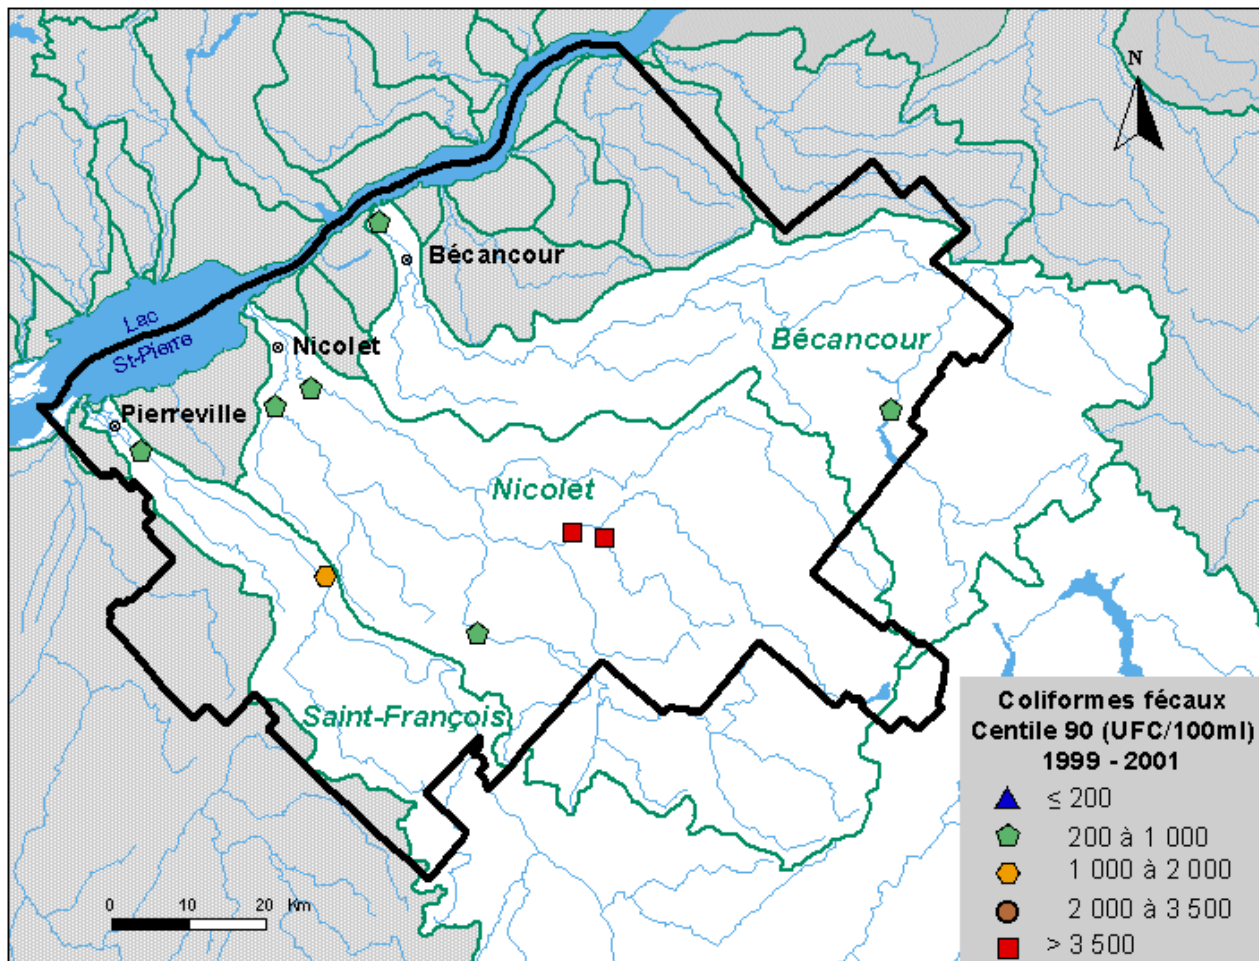 N
Bécancour
Lac
St-Pierre
Nicolet
Bécancour
Pierreville
Nicolet
Saint-François
Coliformes fécaux
Centile 90 (UFC/100ml)
1999 - 2001
≤ 200
200 à 1 000
1 000 à 2 000
2 000 à 3 500
> 3 500
0 10 20 Km